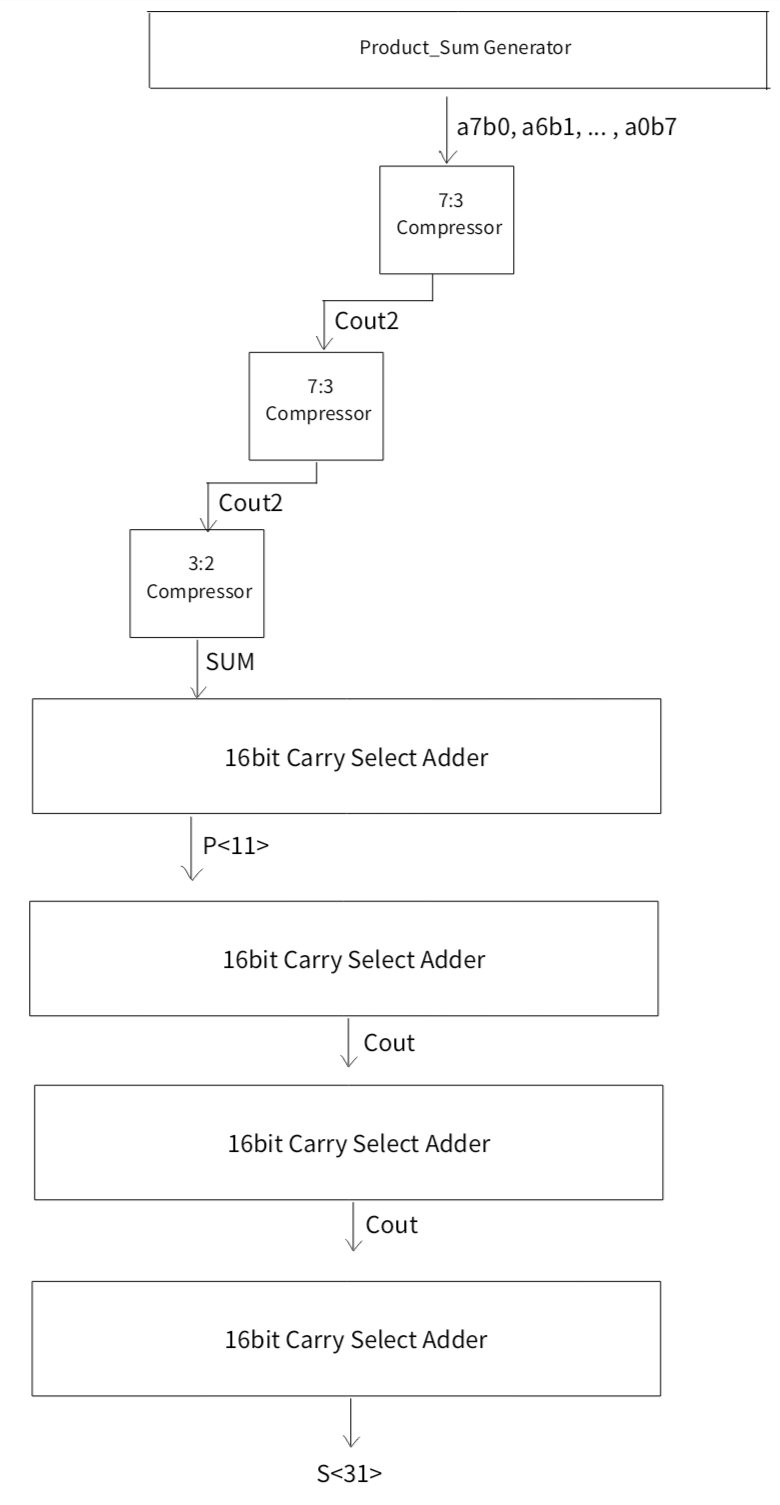 Product_Sum Generator
a7b0, a6b1, ... , a0b7
7:3
Compressor
Cout2
7:3
Compressor
Cout2
3:2
Compressor
SUM
16bit Carry Select Adder
P<11>
16bit Carry Select Adder
Cout
16bit Carry Select Adder
Cout
16bit Carry Select Adder
S<31>